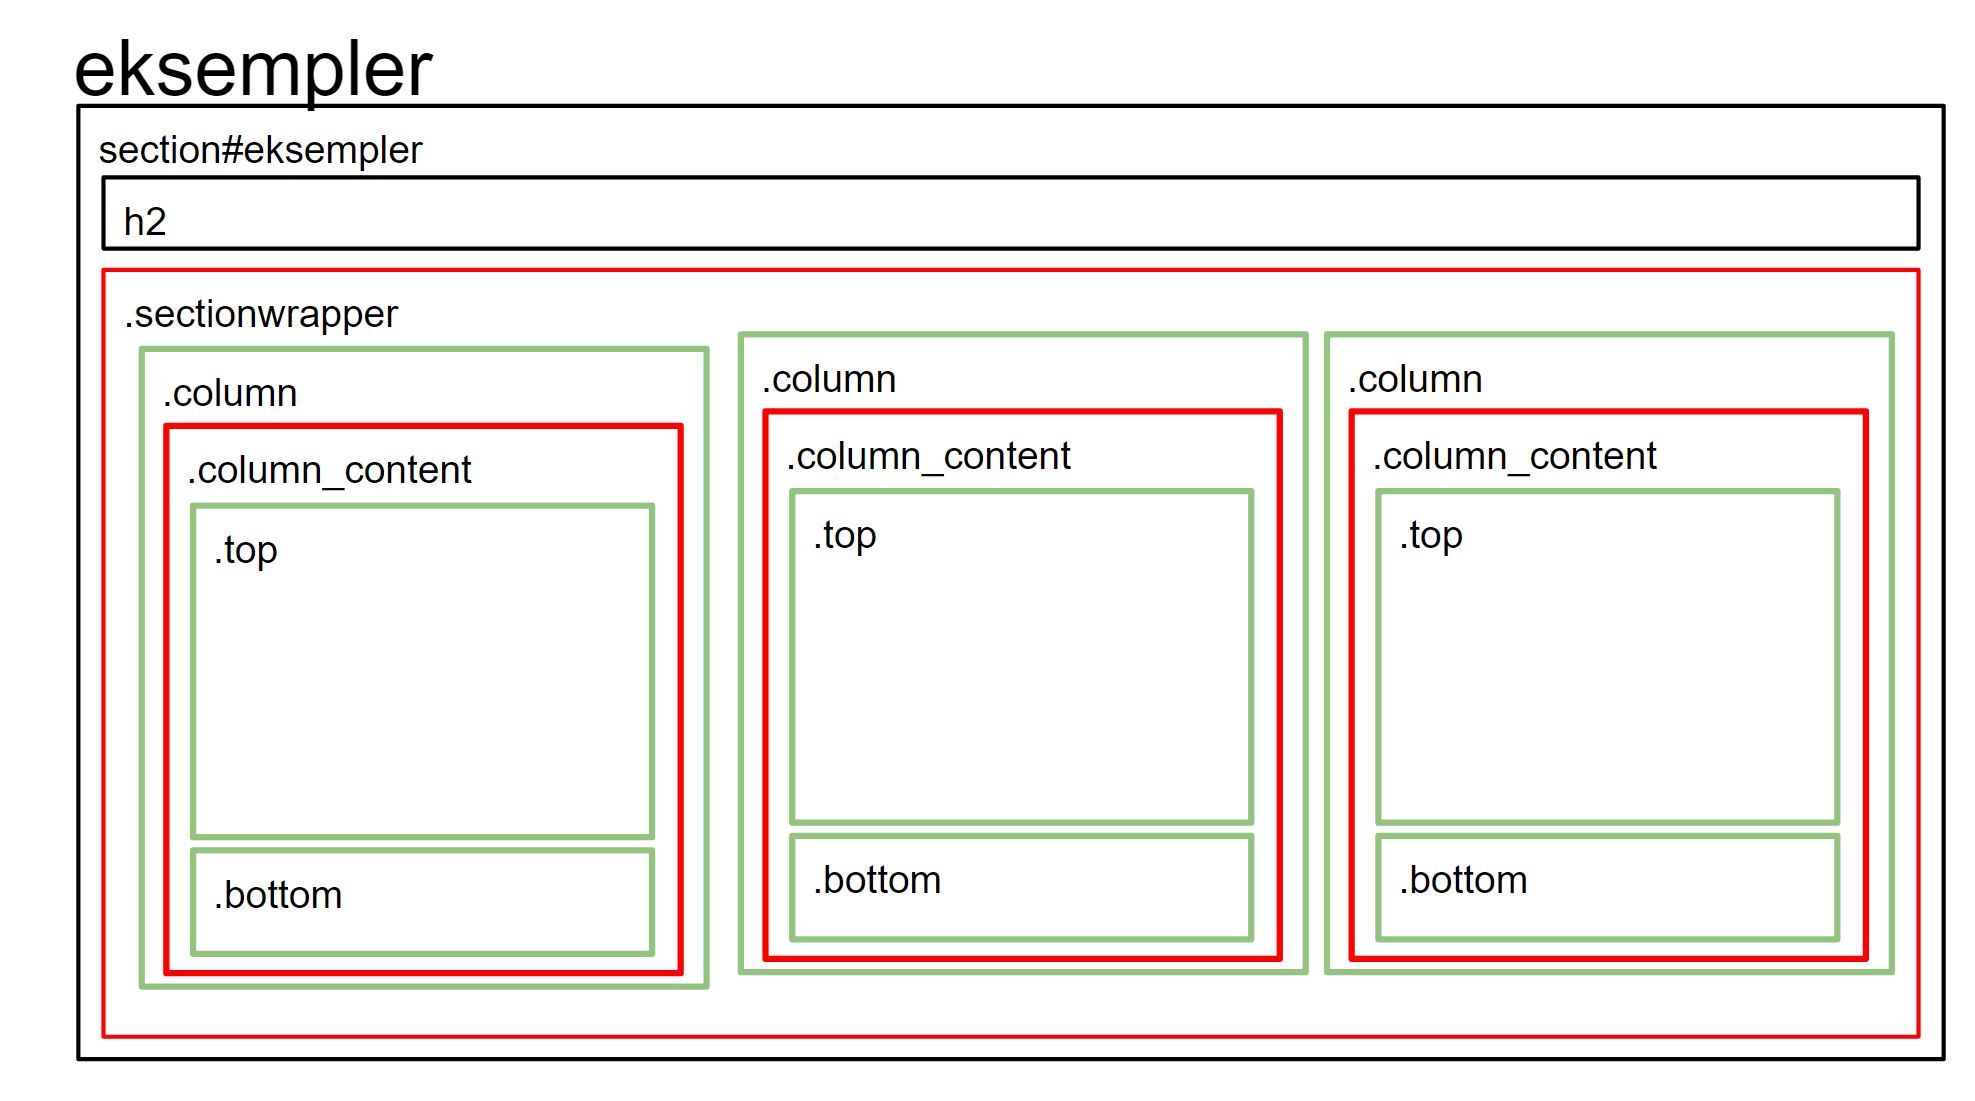 eksempler
section#eksempler
h2
.sectionwrapper
.column
.column_content
.top
.bottom
.column
.column_content
.top
.bottom
.column
.column_content
.top
.bottom